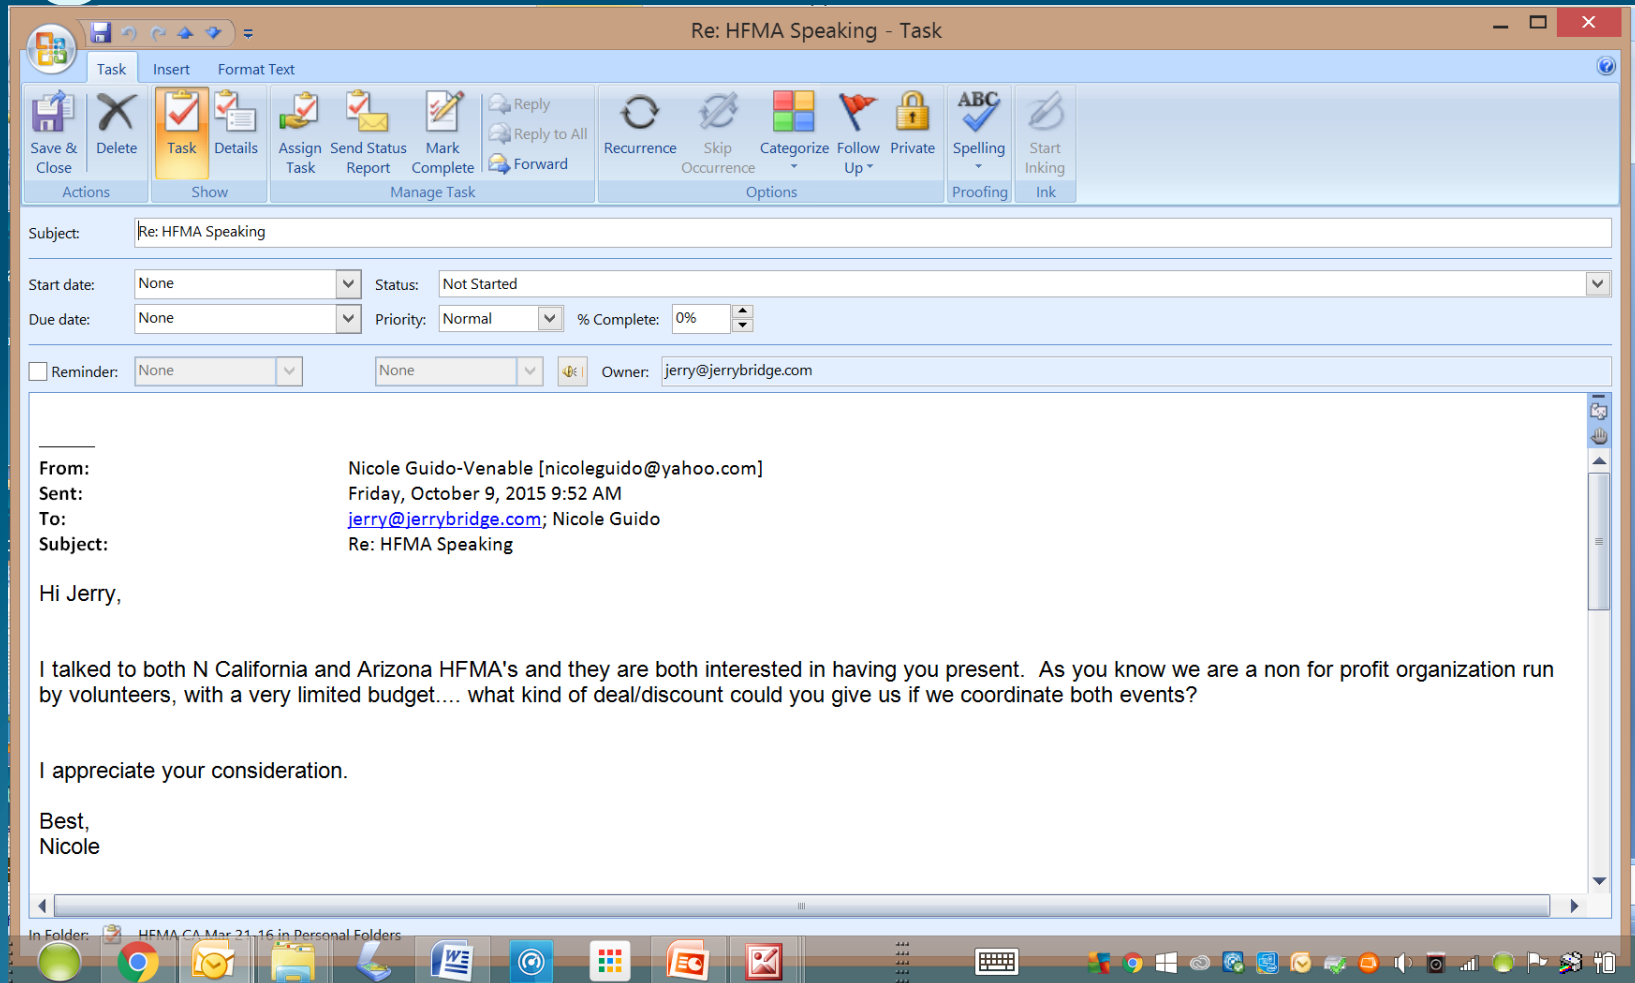 Re: HFMA Speaking - Task
Task Insert Format Text
Save & Close
Delete
Task
Details
Assign Task
Send Status Report
Mark Complete
Reply
Reply to All
Forward
Recurrence
Skip Occurrence
Categorize
Follow Up
Private
ABC
Spelling
Start Inking
Actions Show Manage Task Options Proofing Ink
Subject: Re: HFMA Speaking
Start date: None Status: Not Started
Due date: None Priority: Normal % Complete: 0%
Reminder: None None Owner: jerry@jerrybridge.com
From: Nicole Guido-Venable [nicoleguido@yahoo.com]
Sent: Friday, October 9, 2015 9:52 AM
To: jerry@jerrybridge.com; Nicole Guido
Subject: Re: HFMA Speaking
Hi Jerry,
I talked to both N California and Arizona HFMA's and they are both interested in having you present. As you know we are a non for profit organization run
by volunteers, with a very limited budget.... what kind of deal/discount could you give us if we coordinate both events?
I appreciate your consideration.
Best,
Nicole
In Folder: HFMA CA Mar 21-16 in Personal Folders